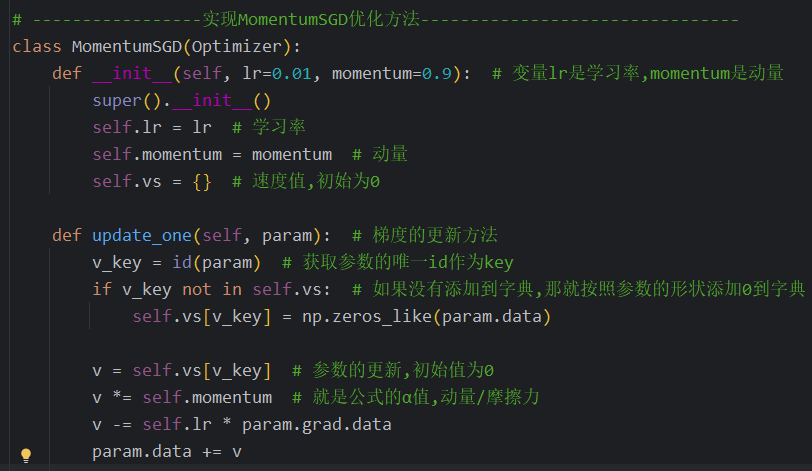 # -----------------实现MomentumSGD优化方法--------------------------------
class MomentumSGD(Optimizer):
    def __init__(self, lr=0.01, momentum=0.9):  # 变量lr是学习率,momentum是动量
        super().__init__()
        self.lr = lr  # 学习率
        self.momentum = momentum  # 动量
        self.vs = {}  # 速度值,初始为0

    def update_one(self, param):  # 梯度的更新方法
        v_key = id(param)  # 获取参数的唯一id作为key
        if v_key not in self.vs:  # 如果没有添加到字典,那就按照参数的形状添加0到字典
            self.vs[v_key] = np.zeros_like(param.data)

        v = self.vs[v_key]  # 参数的更新,初始值为0
        v *= self.momentum  # 就是公式的α值,动量/摩擦力
        v -= self.lr * param.grad.data
        param.data += v